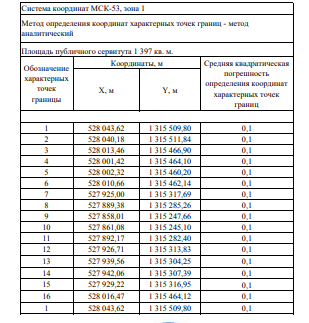 Система координат МСК-53, зона 1
Метод определения координат характерных точек границ - метод
аналитический
Площадь публичного сервитута 1 397 кв. м.
Обозначение характерных точек границы Координаты, м Средняя квадратическая погрешность определения координат характерных точек границ
X, м Y, м
1 528 043,62 1 315 509,80 0,1
2 528 040,18 1 315 511,84 0,1
3 528 013,46 1 315 466,90 0,1
4 528 001,42 1 315 464,10 0,1
5 528 002,32 1 315 460,20 0,1
6 528 010,66 1 315 462,14 0,1
7 527 925,00 1 315 317,69 0,1
8 527 889,38 1 315 285,26 0,1
9 527 858,01 1 315 247,66 0,1
10 527 861,08 1 315 245,10 0,1
11 527 892,17 1 315 282,40 0,1
12 527 926,71 1 315 313,83 0,1
13 527 939,56 1 315 304,25 0,1
14 527 942,06 1 315 307,39 0,1
15 527 929,22 1 315 316,95 0,1
16 528 016,47 1 315 464,12 0,1
1 528 043,62 1 315 509,80 0,1